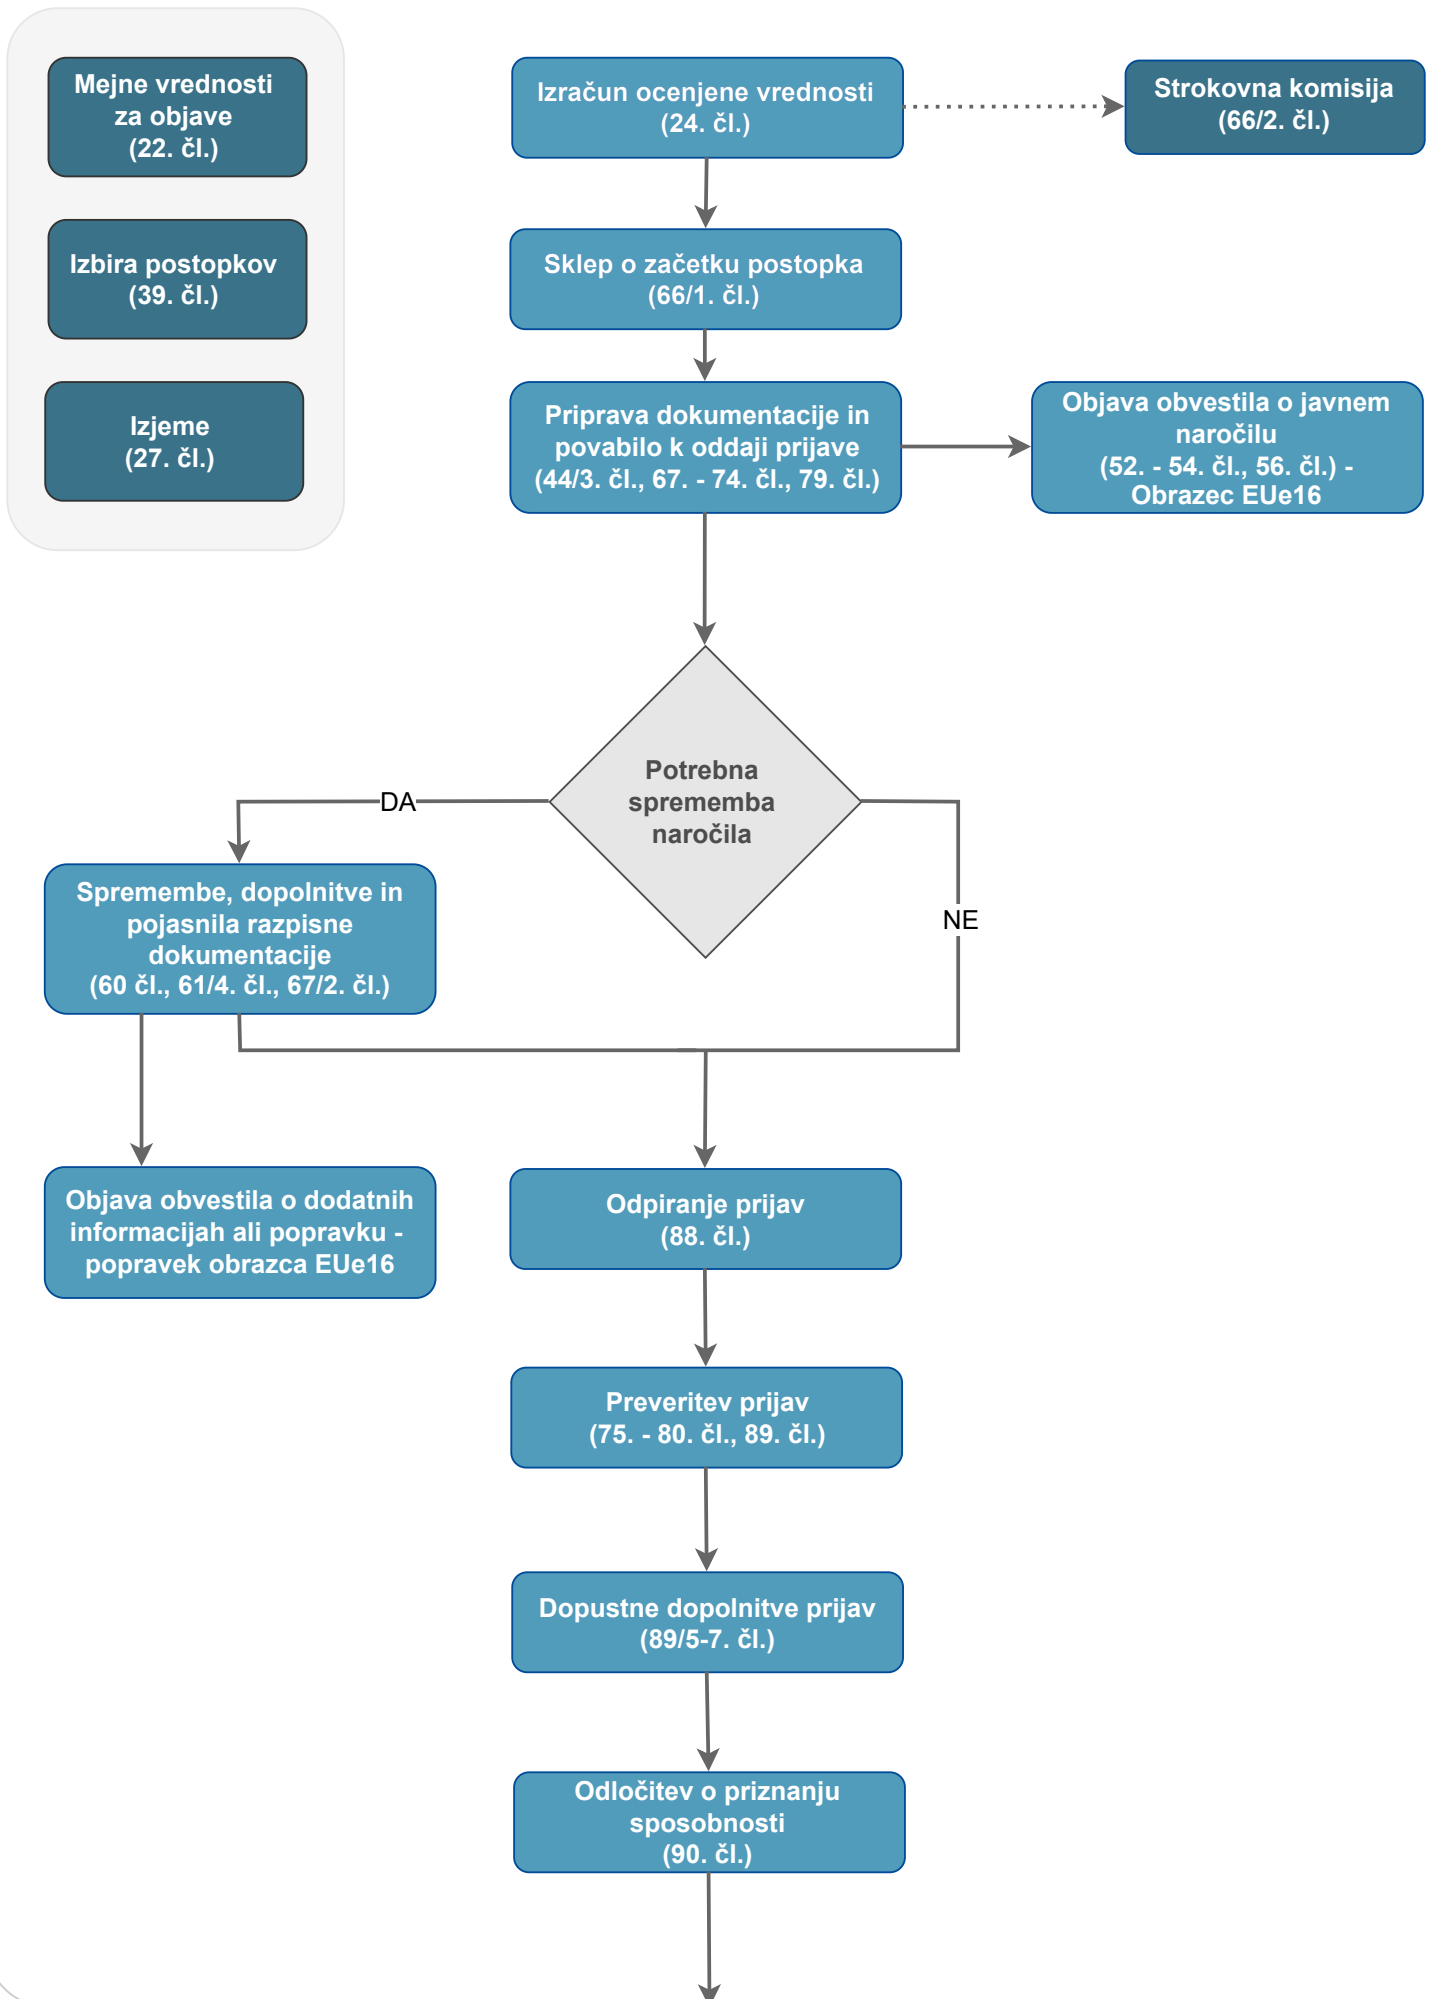 Mejne vrednosti
za objave
(22. čl.)
Izbira postopkov
(39. čl.)
Izjeme
(27. čl.)
Izračun ocenjene vrednosti
(24. čl.)
Strokovna komisija
(66/2. čl.)
Sklep o začetku postopka
(66/1. čl.)
Priprava dokumentacije in
povabilo k oddaji prijave
(44/3. čl., 67. - 74. čl., 79. čl.)
Objava obvestila o javnem
naročilu
(52. - 54. čl., 56. čl.) -
Obrazec EUe16
Potrebna
sprememba
naročila
DA
NE
Spremembe, dopolnitve in
pojasnila razpisne
dokumentacije
(60 čl., 61/4. čl., 67/2. čl.)
Objava obvestila o dodatnih
informacijah ali popravku -
popravek obrazca EUe16
Odpiranje prijav
(88. čl.)
Preveritev prijav
(75. - 80. čl., 89. čl.)
Dopustne dopolnitve prijav
(89/5-7. čl.)
Odločitev o priznanju
sposobnosti
(90. čl.)